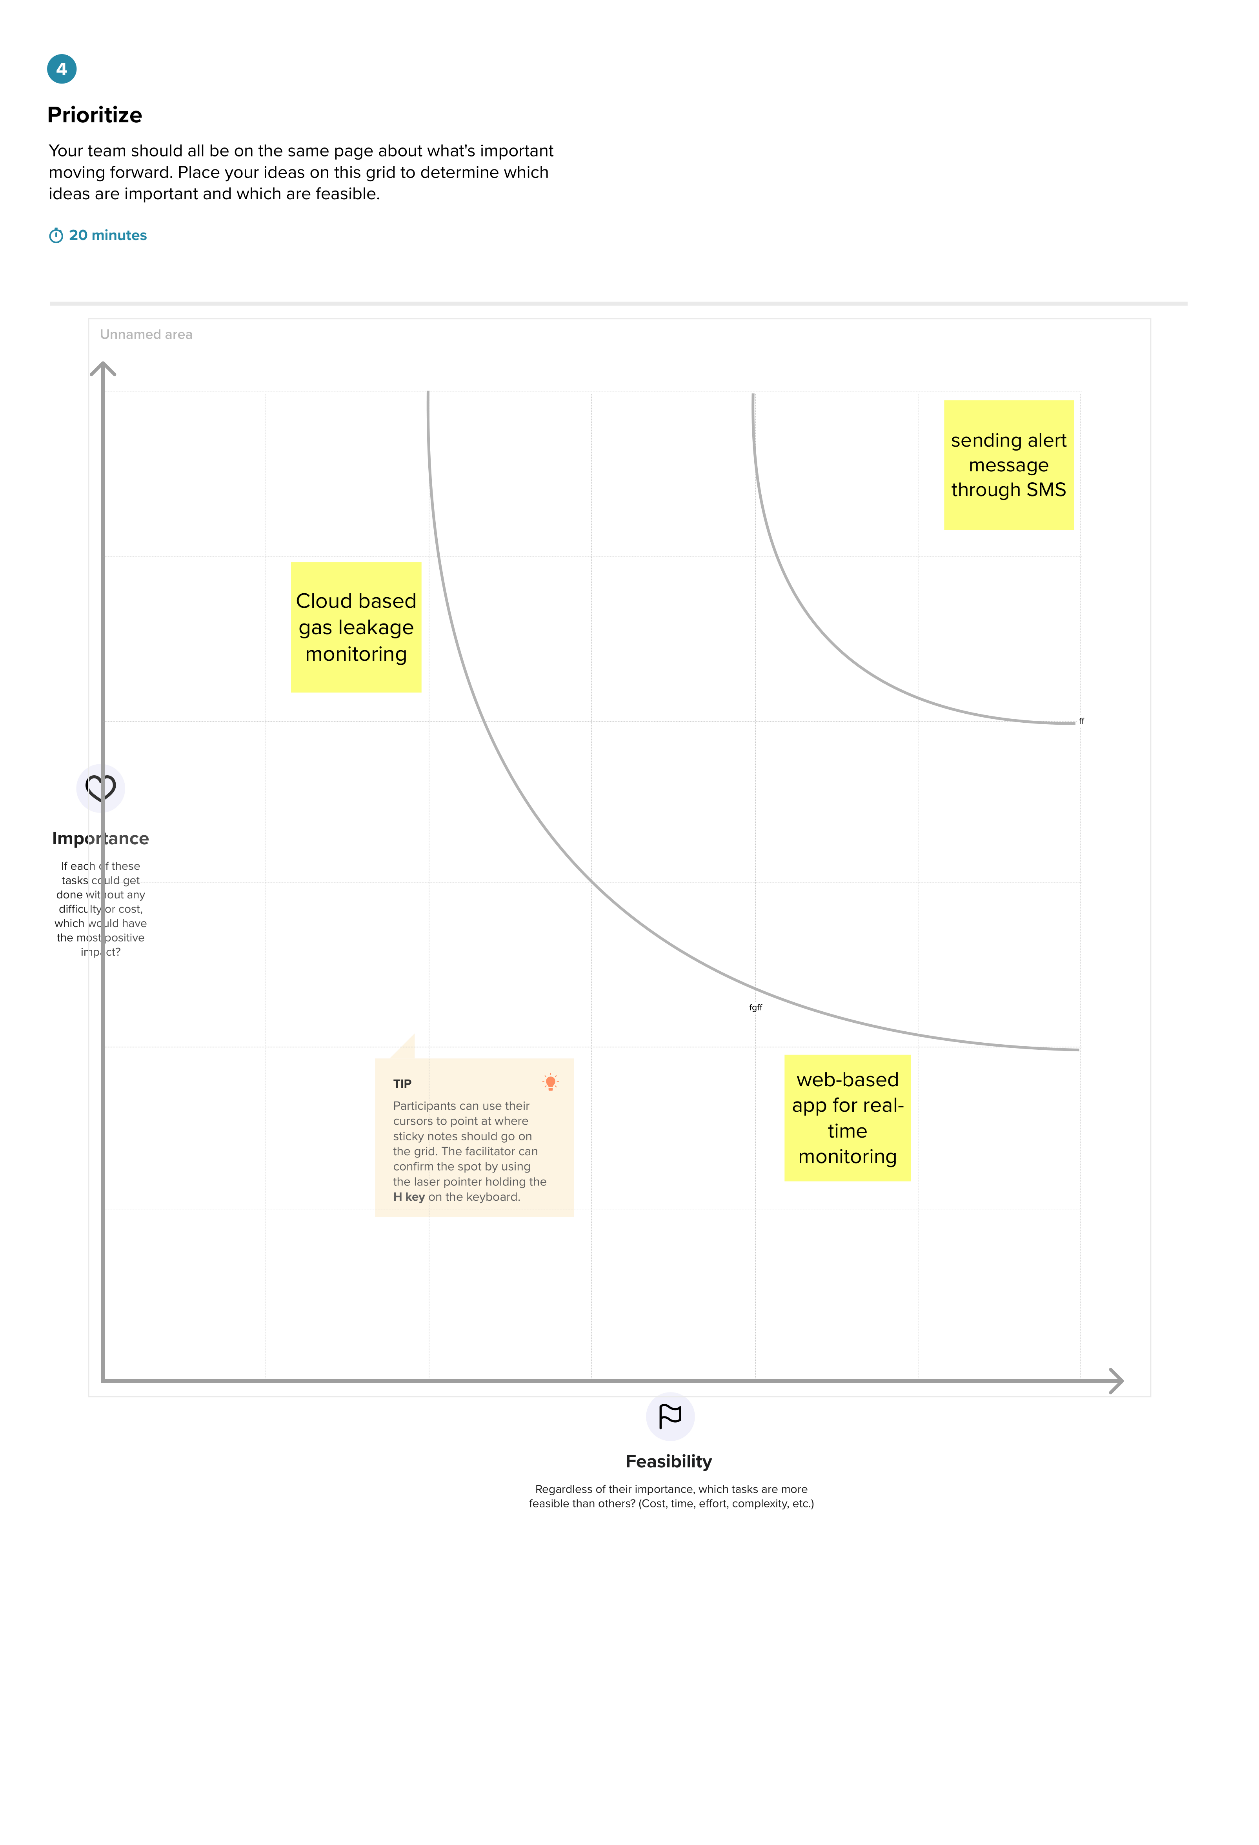 4
Prioritize
Your team should all be on the same page about what's important
moving forward. Place your ideas on this grid to determine which
ideas are important and which are feasible.
20 minutes
Unnamed area
sending alert
message
through SMS
Cloud based
gas leakage
monitoring
ff
Importance
If each of these
tasks could get
done without any
difficulty or cost,
which would have
the most positive
impact?
fgff
TIP
Participants can use their
cursors to point at where
sticky notes should go on
the grid. The facilitator can
confirm the spot by using
the laser pointer holding the
H key on the keyboard.
web-based
app for real-
time
monitoring
Feasibility
Regardless of their importance, which tasks are more
feasible than others? (Cost, time, effort, complexity, etc.)